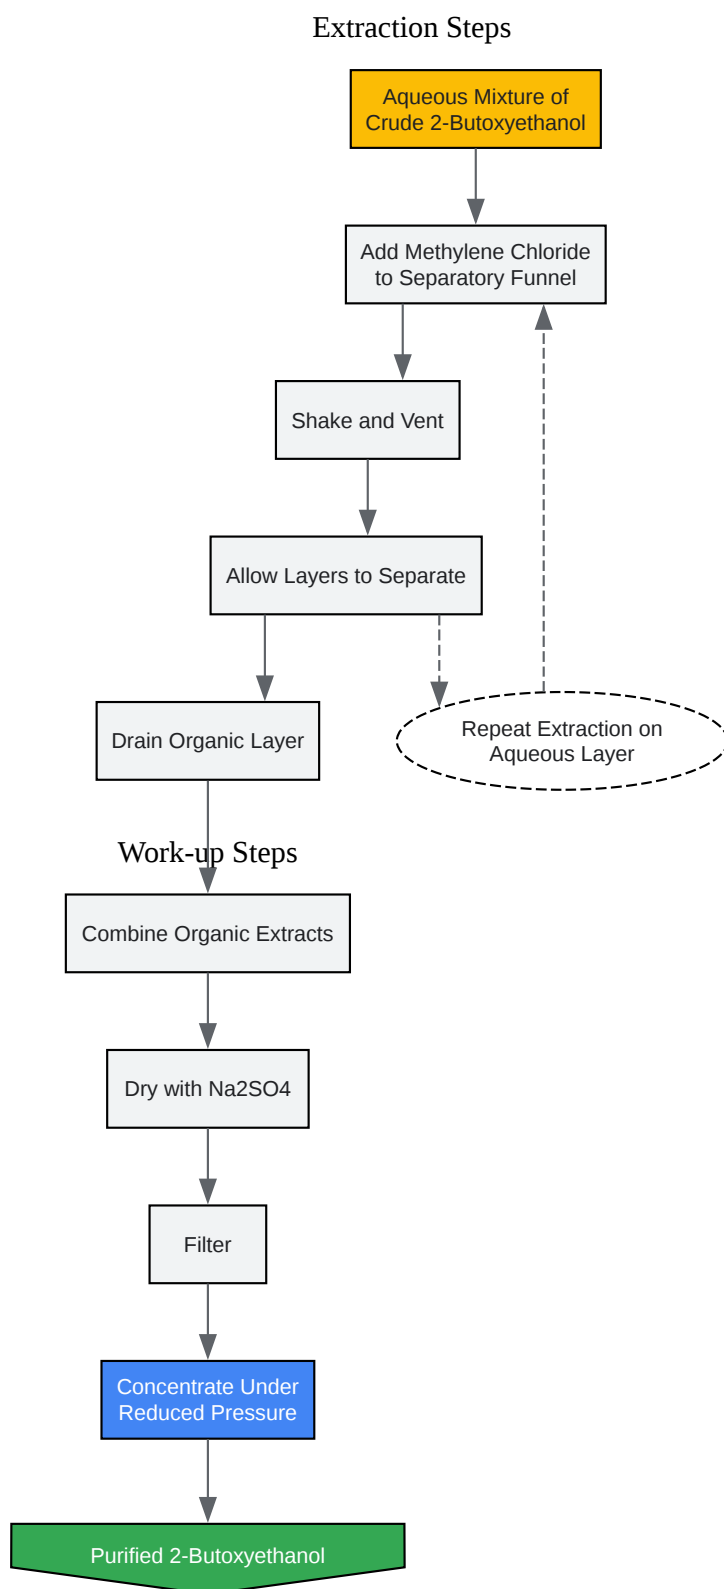 Extraction Steps
Aqueous Mixture of
Crude 2-Butoxyethanol
Add Methylene Chloride
to Separatory Funnel
Shake and Vent
Allow Layers to Separate
Drain Organic Layer
Repeat Extraction on
Aqueous Layer
Work-up Steps
Combine Organic Extracts
Dry with Na2SO4
Filter
Concentrate Under
Reduced Pressure
Purified 2-Butoxyethanol